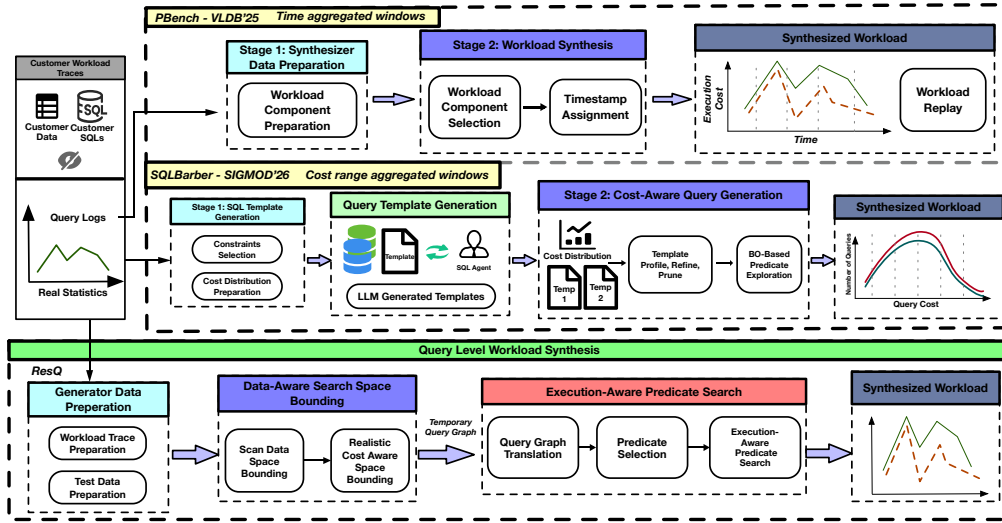 PBench - VLDB'25 Time aggregated windows
Customer Workload
Traces
Customer
Data
Customer
SQLs
Query Logs
Real Statistics
Stage 1: Synthesizer
Data Preparation
Workload
Component
Preparation
Stage 2: Workload Synthesis
Workload
Component
Selection
Timestamp
Assignment
Synthesized Workload
Execution
Cost
Time
Workload
Replay
SQLBarber - SIGMOD'26 Cost range aggregated windows
Stage 1: SQL Template
Generation
Constraints
Selection
Cost Distribution
Preparation
Query Template Generation
Template
SQL Agent
LLM Generated Templates
Stage 2: Cost-Aware Query Generation
Cost Distribution
Temp
1
Temp
2
Template
Profile, Refine,
Prune
BO-Based
Predicate
Exploration
Synthesized Workload
Number of Queries
Query Cost
Query Level Workload Synthesis
ResQ
Generator Data
Preperation
Workload Trace
Preparation
Test Data
Preparation
Data-Aware Search Space
Bounding
Scan Data
Space
Bounding
Realistic
Cost Aware
Space
Bounding
Temporary
Query Graph
Execution-Aware Predicate Search
Query Graph
Translation
Predicate
Selection
Execution-
Aware
Predicate
Search
Synthesized Workload